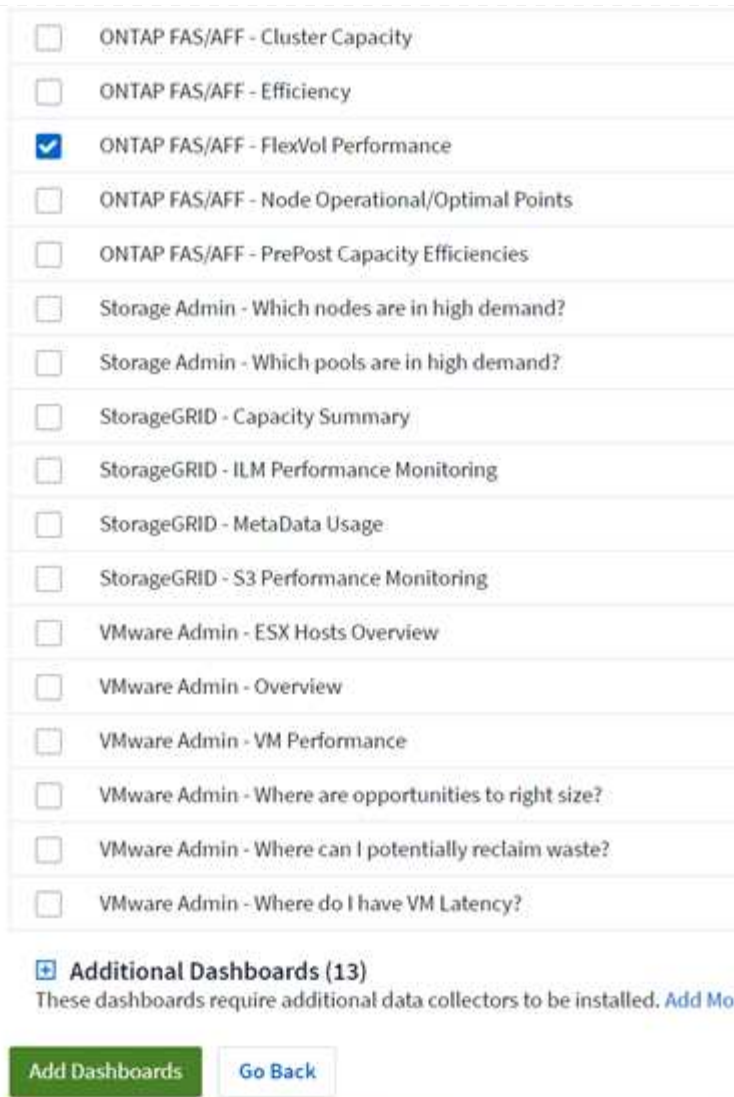 ONTAP FAS/AFF - Cluster Capacity
ONTAP FAS/AFF - Efficiency
ONTAP FAS/AFF - FlexVol Performance
ONTAP FAS/AFF - Node Operational/Optimal Points
ONTAP FAS/AFF - PrePost Capacity Efficiencies
Storage Admin - Which nodes are in high demand?
Storage Admin - Which pools are in high demand?
StorageGRID - Capacity Summary
StorageGRID - ILM Performance Monitoring
StorageGRID - MetaData Usage
StorageGRID - S3 Performance Monitoring
VMware Admin - ESX Hosts Overview
VMware Admin - Overview
VMware Admin - VM Performance
VMware Admin - Where are opportunities to right size?
VMware Admin - Where can I potentially reclaim waste?
VMware Admin - Where do I have VM Latency?
Additional Dashboards (13)
These dashboards require additional data collectors to be installed. Add Mo
Add Dashboards Go Back